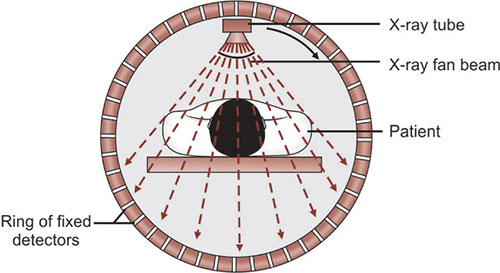 X-ray tube
X-ray fan beam
Patient
Ring of fixed
detectors